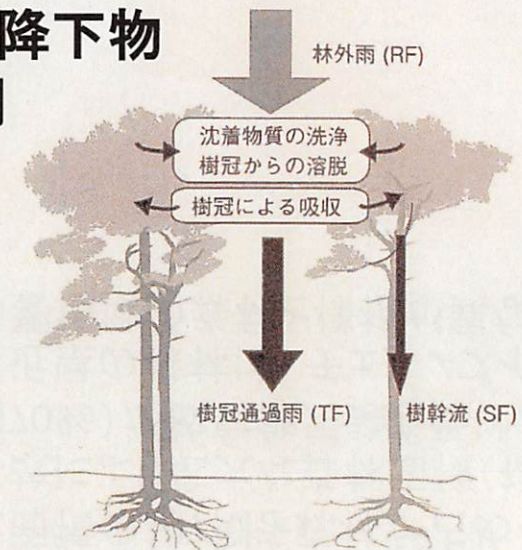 降下物
林外雨 (RF)
沈着物質の洗浄
樹冠からの溶脱
樹冠による吸収
樹冠通過雨 (TF)
樹幹流 (SF)